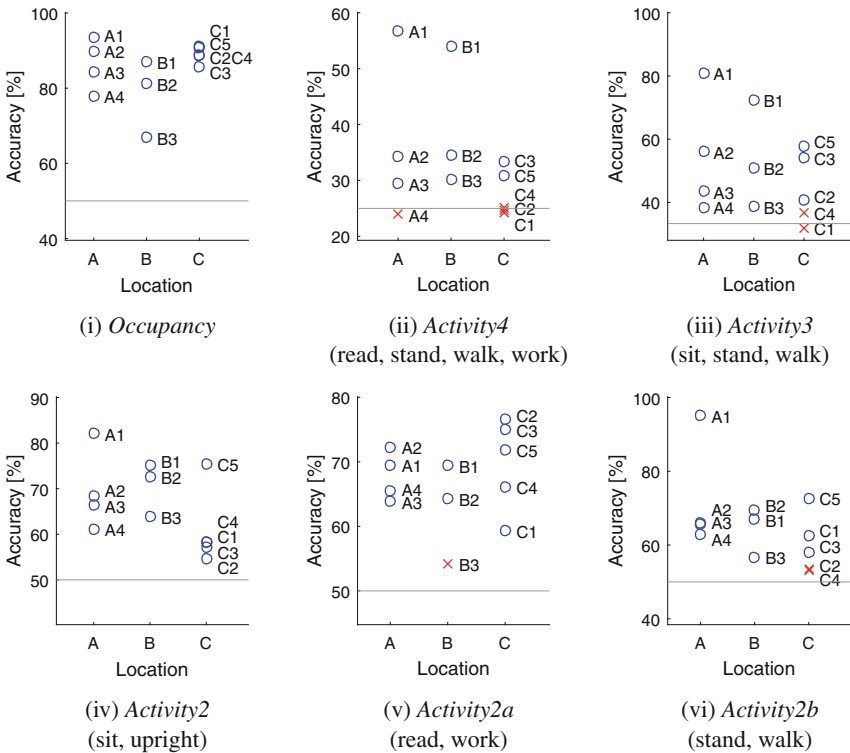 100
80
60
40
Accuracy [%]
A1
A2
A3
A4
B1
B2
B3
C1
C5
C2C4
C3
A B C
Location
(i) Occupancy
60
50
40
30
20
Accuracy [%]
A1
A2
A3
A4
B1
B2
B3
C3
C5
C4
C2
C1
A B C
Location
(ii) Activity4
(read, stand, walk, work)
100
80
60
40
Accuracy [%]
A1
A2
A3
A4
B1
B2
B3
C5
C3
C2
C4
C1
A B C
Location
(iii) Activity3
(sit, stand, walk)
90
80
70
60
50
Accuracy [%]
A1
A2
A3
A4
B1
B2
B3
C5
C4
C1
C3
C2
A B C
Location
(iv) Activity2
(sit, upright)
80
70
60
50
Accuracy [%]
A2
A1
A4
A3
B1
B2
B3
C2
C3
C5
C4
C1
A B C
Location
(v) Activity2a
(read, work)
100
80
60
40
Accuracy [%]
A1
A2
A3
A4
B2
B1
B3
C5
C1
C3
C2
C4
A B C
Location
(vi) Activity2b
(stand, walk)